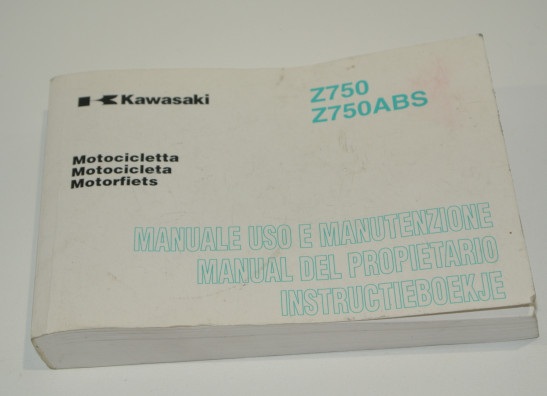 Kawasaki
Z750
Z750ABS
Motocicletta
Motocicleta
Motorfiets
MANUALE USO E MANUTENZIONE
MANUAL DEL PROPIETARIO
INSTRUCTIEBOEKJE